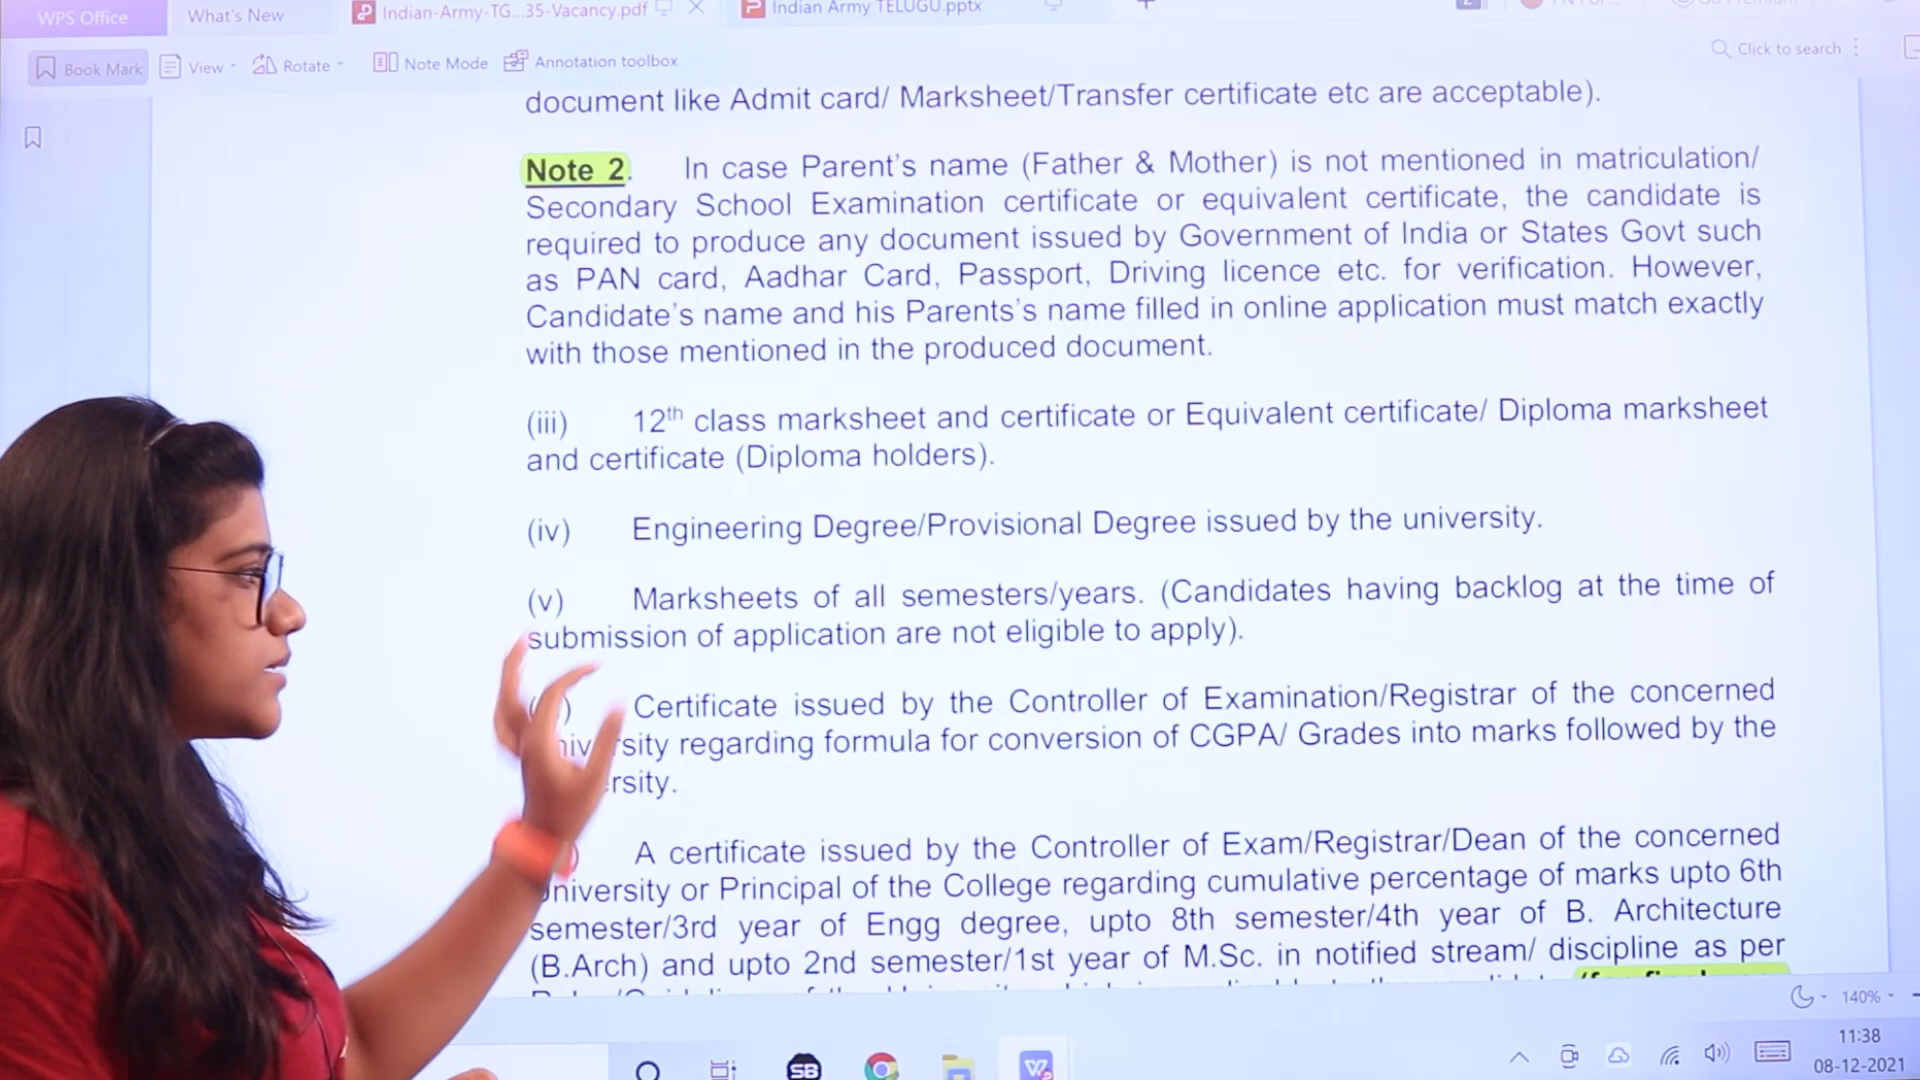 WPS Office
What's New
Indian-Army-TG...35-Vacancy.pdf
Indian Army TELUGU.pptx
Book Mark
View
Rotate
Note Mode
Annotation toolbox
Click to search
document like Admit card/ Marksheet/Transfer certificate etc are acceptable).
Note 2. In case Parent's name (Father & Mother) is not mentioned in matriculation/
Secondary School Examination certificate or equivalent certificate, the candidate is
required to produce any document issued by Government of India or States Govt such
as PAN card, Aadhar Card, Passport, Driving licence etc. for verification. However,
Candidate's name and his Parents's name filled in online application must match exactly
with those mentioned in the produced document.
(iii) 12th class marksheet and certificate or Equivalent certificate/ Diploma marksheet
and certificate (Diploma holders).
(iv) Engineering Degree/Provisional Degree issued by the university.
(v) Marksheets of all semesters/years. (Candidates having backlog at the time of
submission of application are not eligible to apply).
Certificate issued by the Controller of Examination/Registrar of the concerned
regarding formula for conversion of CGPA/ Grades into marks followed by the
A certificate issued by the Controller of Exam/Registrar/Dean of the concerned
University or Principal of the College regarding cumulative percentage of marks upto 6th
semester/3rd year of Engg degree, upto 8th semester/4th year of B. Architecture
(B.Arch) and upto 2nd semester/1st year of M.Sc. in notified stream/ discipline as per
140%
SB
11:38
08-12-2021